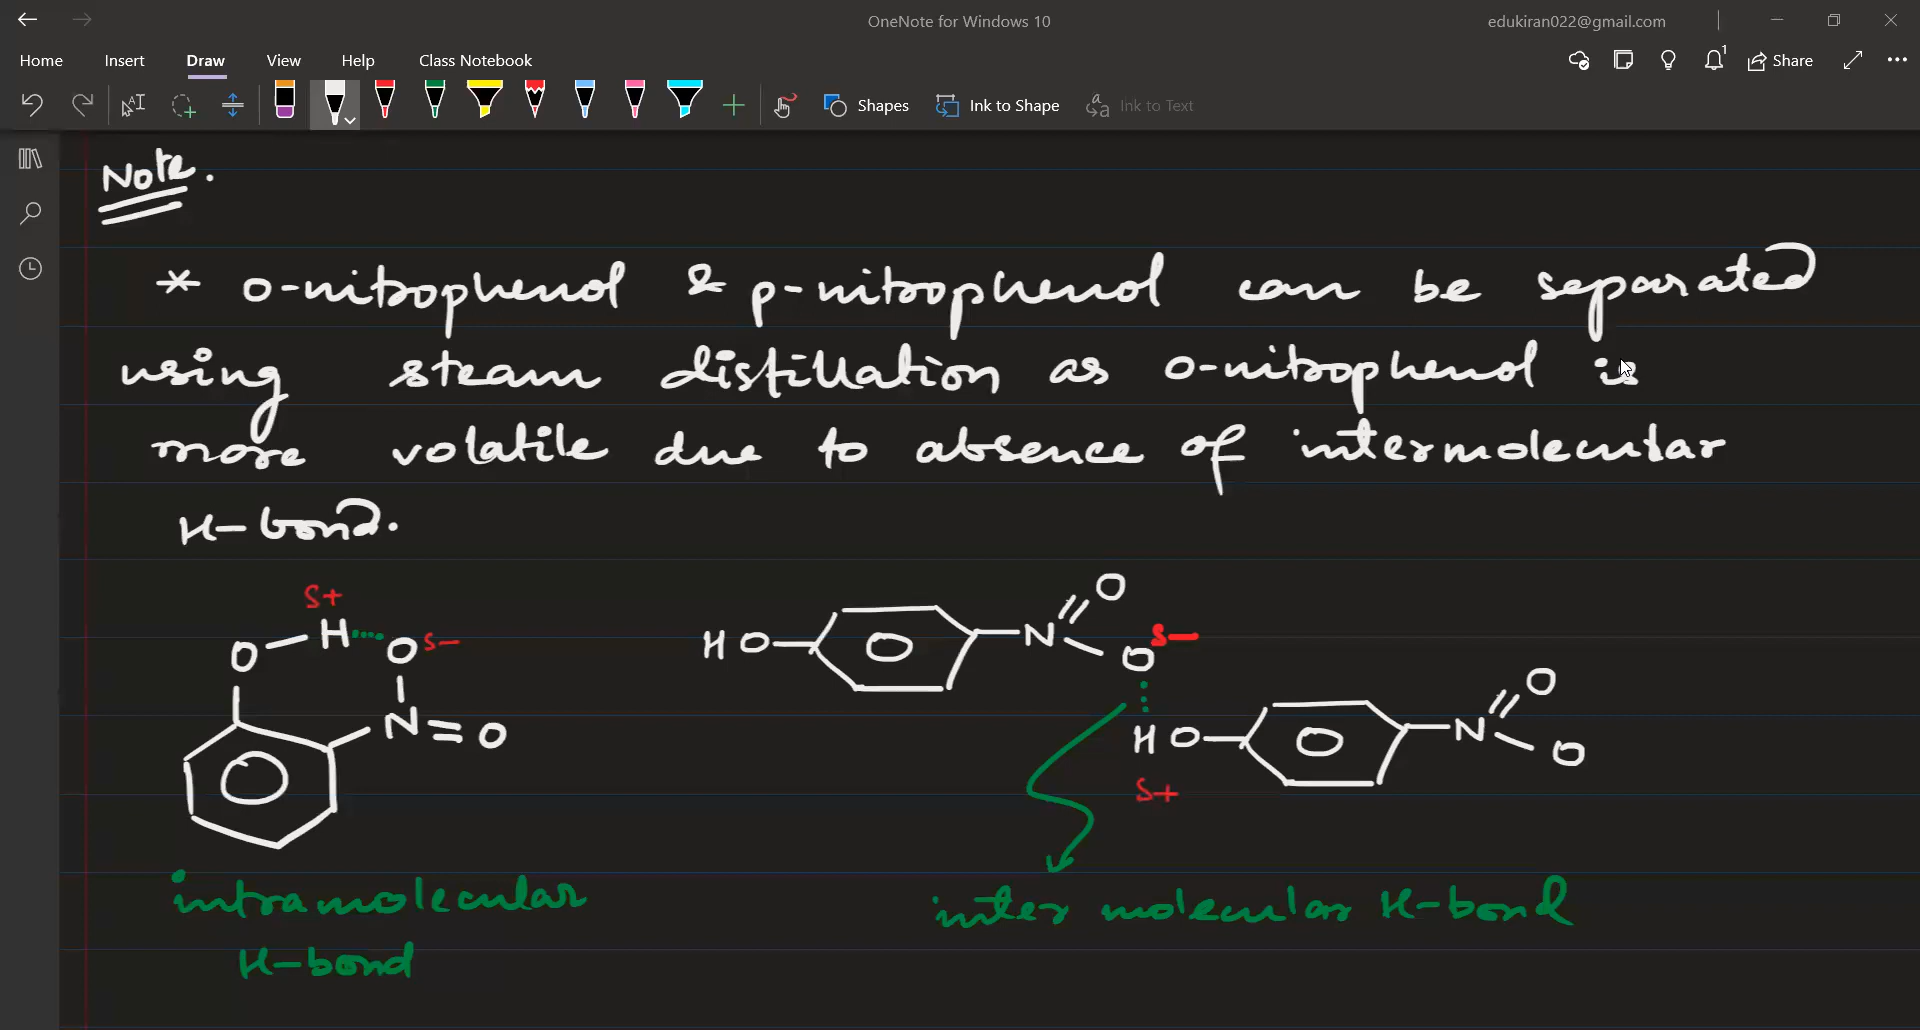 OneNote for Windows 10
edukiran022@gmail.com
Home Insert Draw View Help Class Notebook
1
Share
Shapes Ink to Shape Ink to Text
Note.
* o-nitrophenol & p-nitrophenol can be separated
using steam distillation as o-nitrophenol is
more volatile due to absence of intermolecular
H-bond.
δ+
O H O δ-
N O
HO N O
O δ-
HO N O
O
δ+
intramolecular
H-bond
inter molecular H-bond